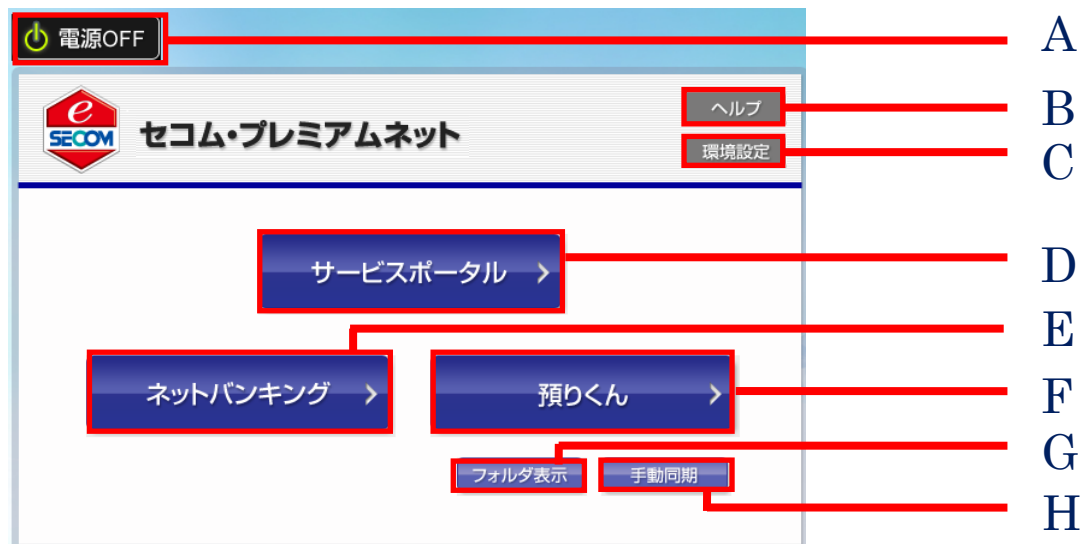 電源OFF
A
e
SECOM
セコム・プレミアムネット
ヘルプ
B
環境設定
C
サービスポータル
D
E
ネットバンキング
預りくん
F
G
フォルダ表示
手動同期
H